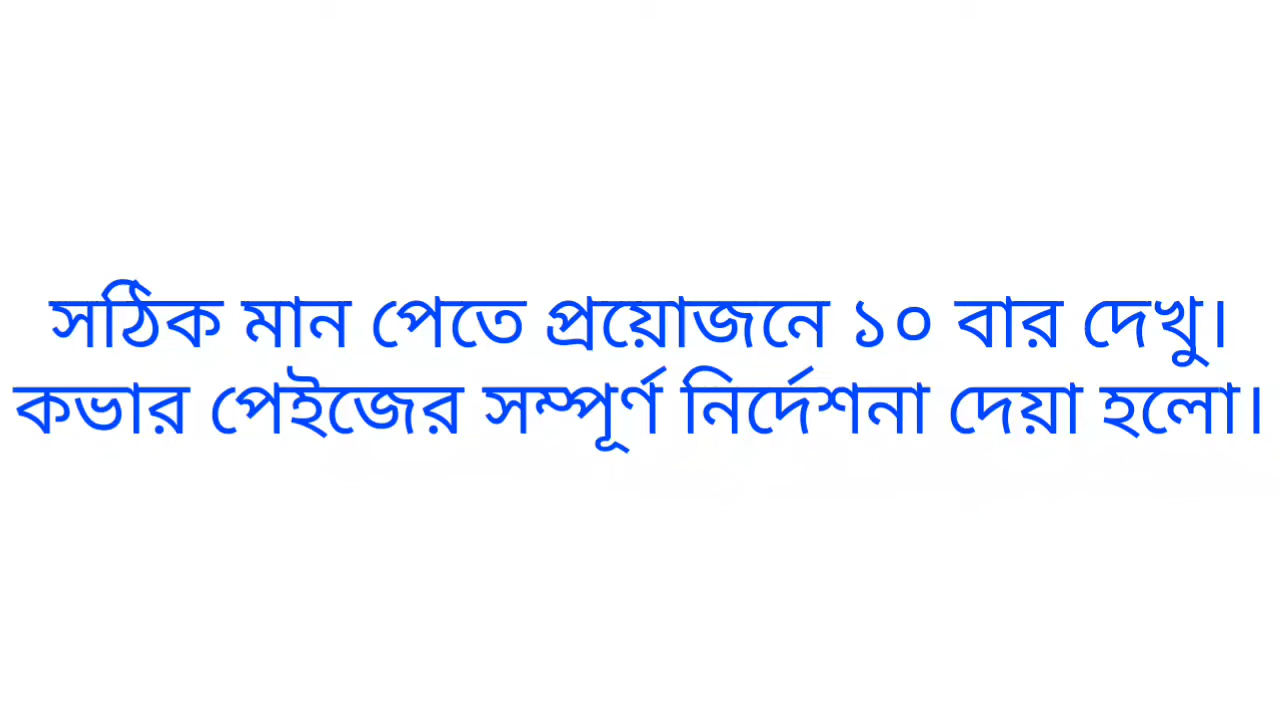 সঠিক মান পেতে প্রয়োজনে ১০ বার দেখু।
কভার পেইজের সম্পূর্ণ নির্দেশনা দেয়া হলো।